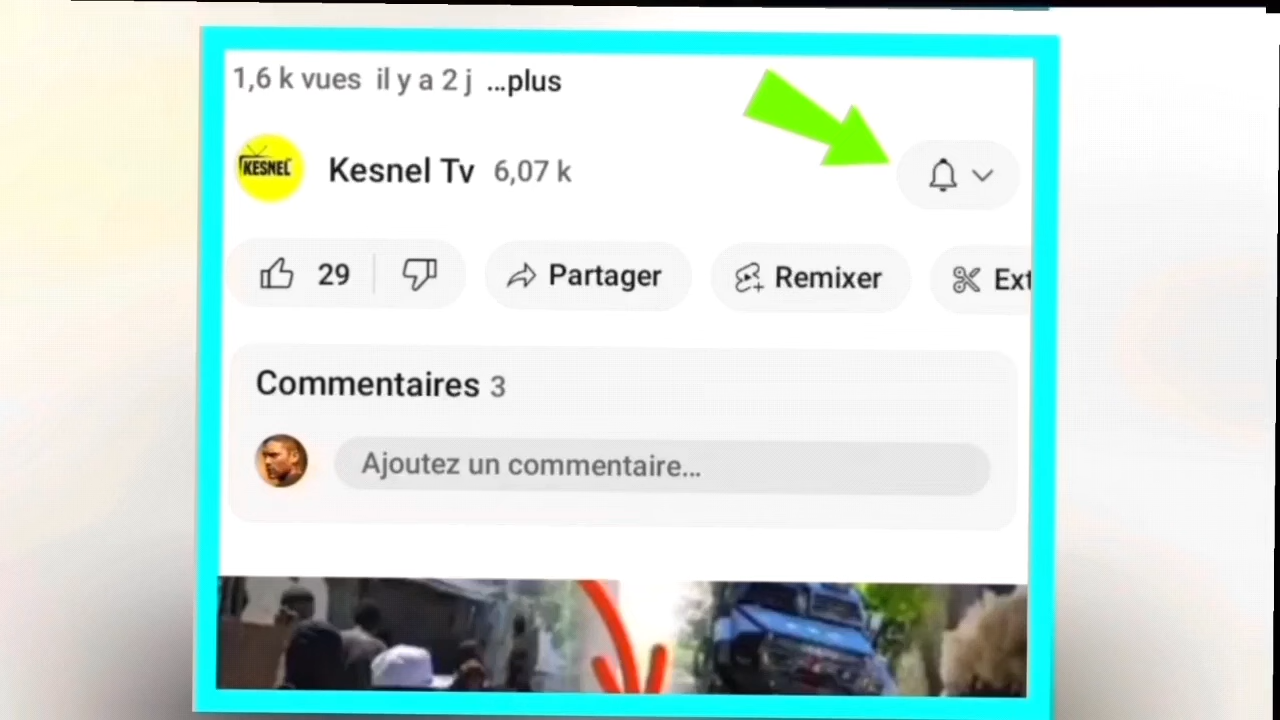 1,6 k vues il y a 2 j ...plus
KESNEL
Kesnel Tv 6,07 k
29
Partager
Remixer
Ext
Commentaires 3
Ajoutez un commentaire...